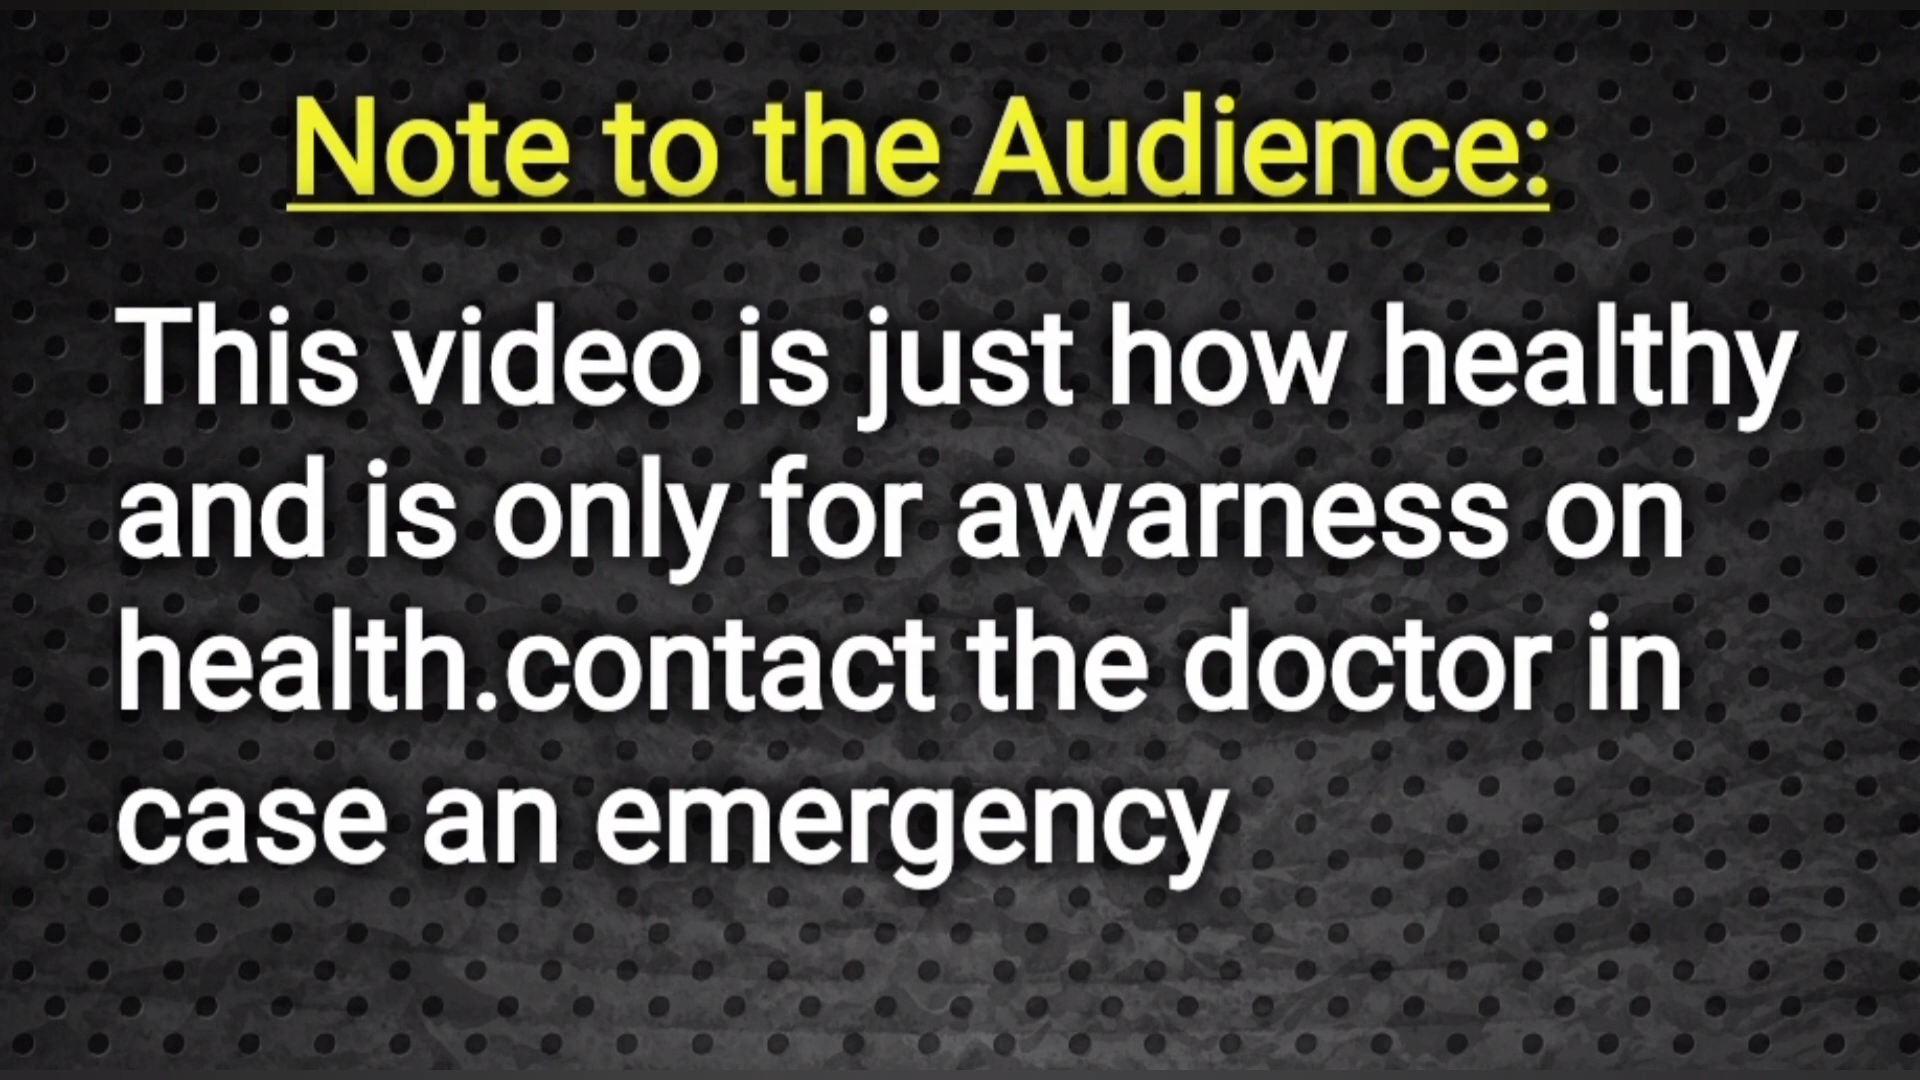 Note to the Audience:
This video is just how healthy
and is only for awarness on
health.contact the doctor in
case an emergency